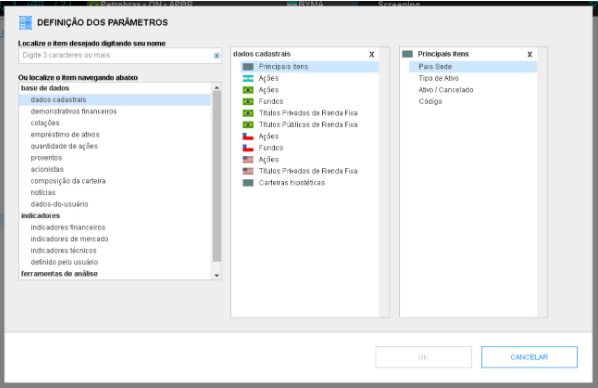 Petrobras • ON • APBR
BYMA
Screening
DEFINIÇÃO DOS PARÂMETROS
Localize o item desejado digitando seu nome
Digite 3 caracteres ou mais
Ou localize o item navegando abaixo
base de dados
dados cadastrais
demonstrativos financeiros
cotações
empréstimo de ativos
quantidade de ações
proventos
acionistas
composição da carteira
notícias
dados-do-usuário
indicadores
indicadores financeiros
indicadores de mercado
indicadores técnicos
definido pelo usuário
ferramentas de análise
dados cadastrais X
Principais itens
Ações
Ações
Fundos
Títulos Privados de Renda Fixa
Títulos Públicos de Renda Fixa
Ações
Fundos
Ações
Títulos Privados de Renda Fixa
Carteiras hipotéticas
Principais itens X
País Sede
Tipo de Ativo
Ativo / Cancelado
Código
OK
CANCELAR